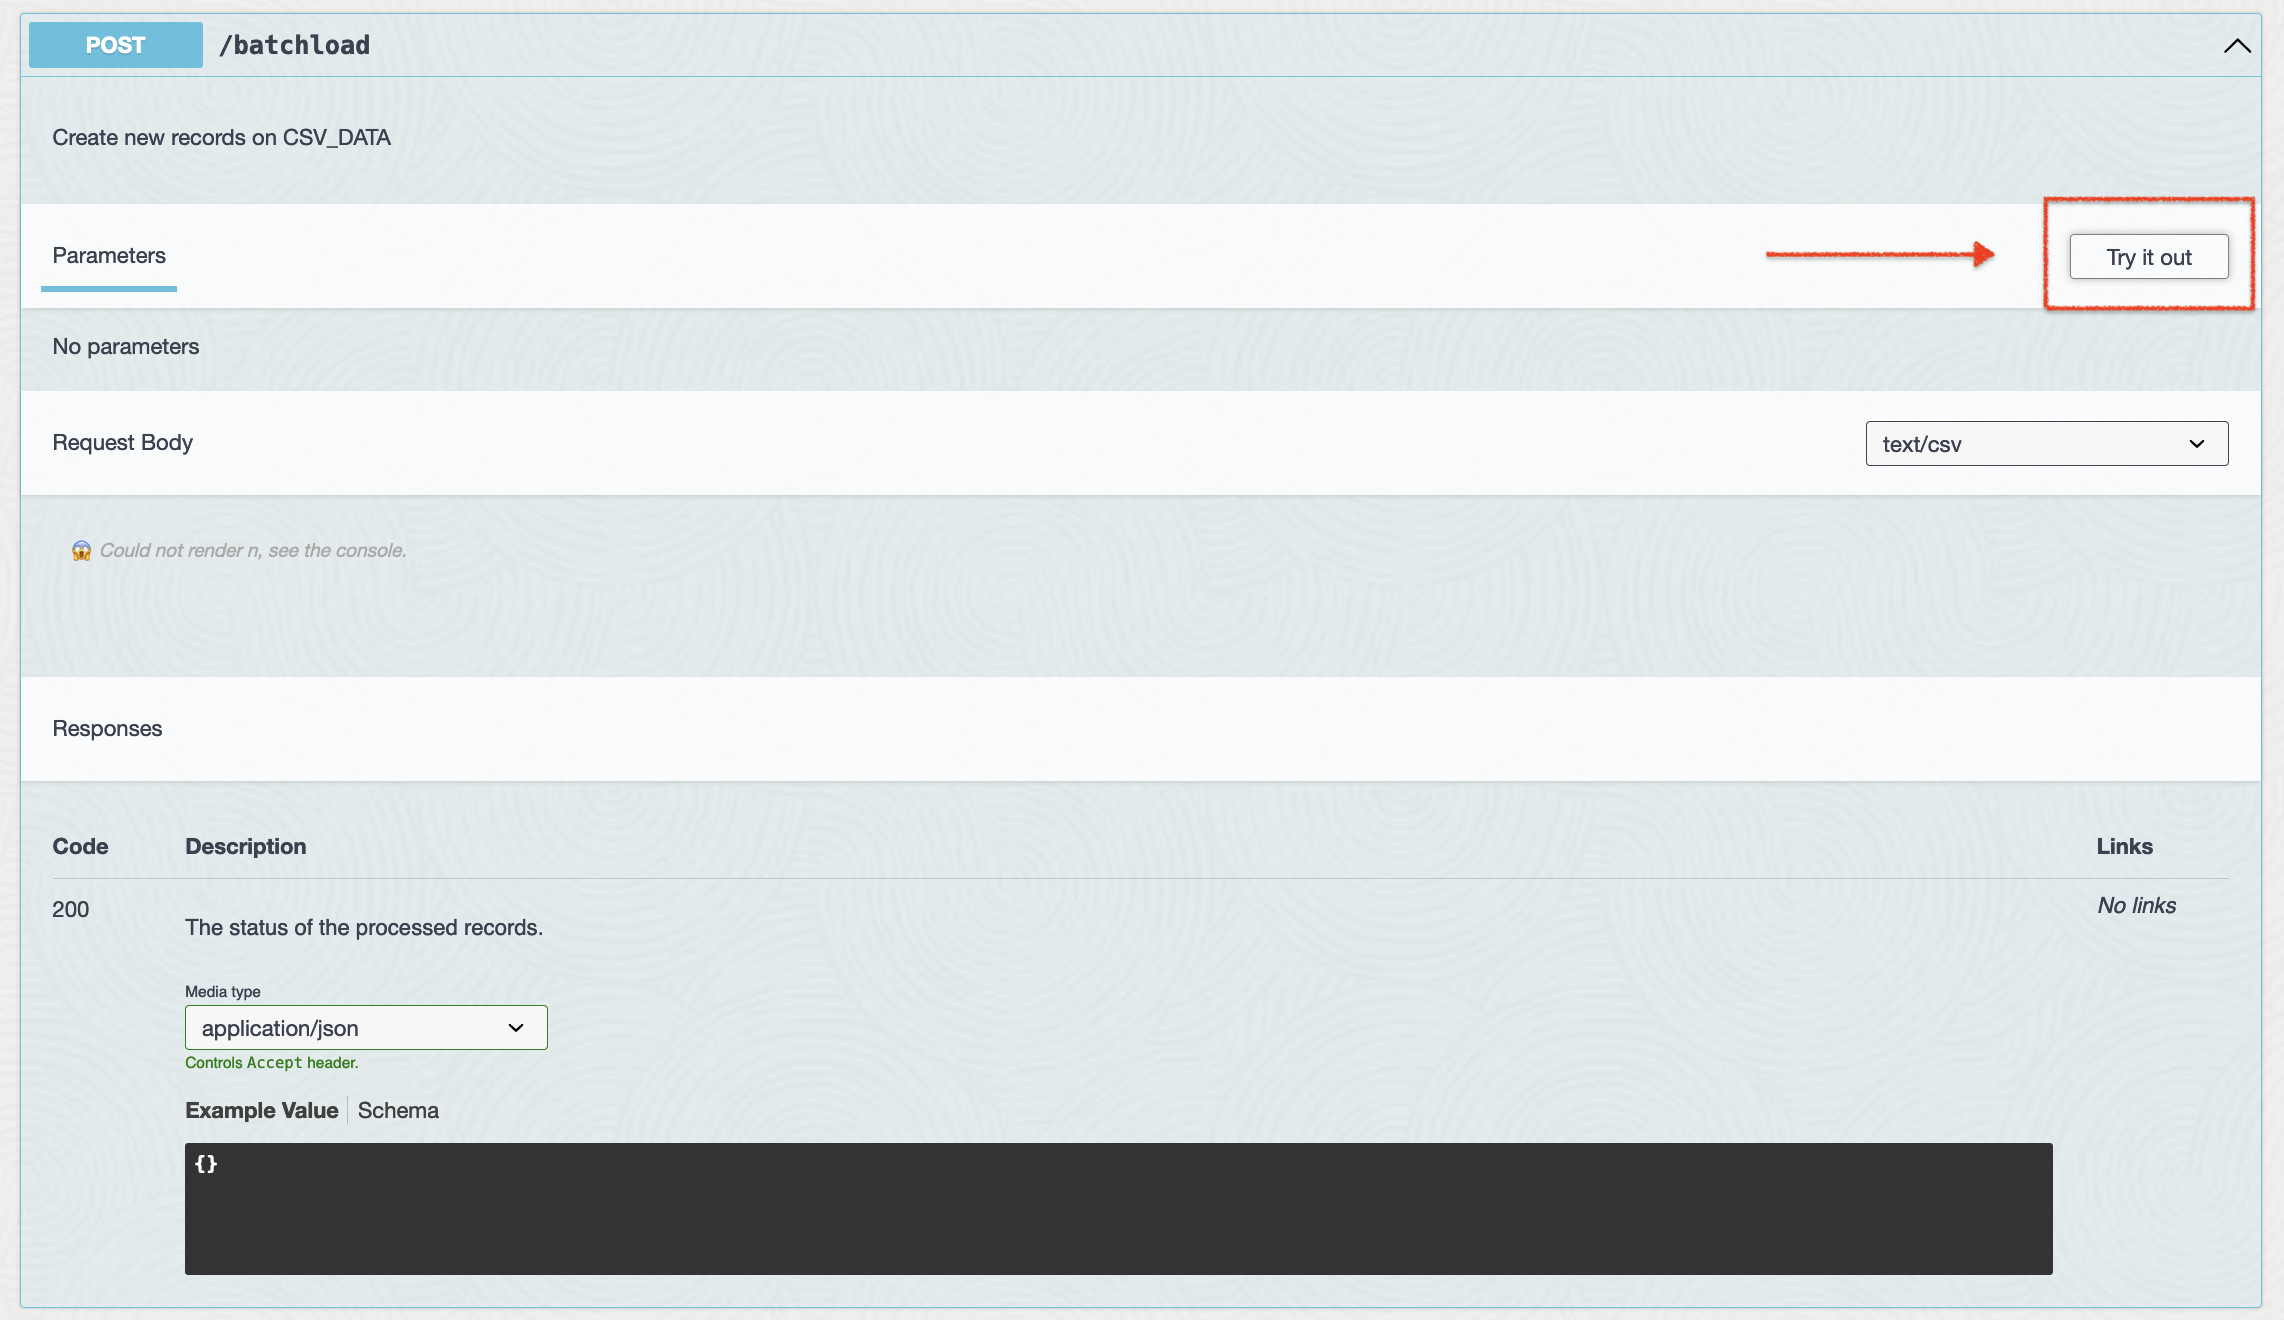 POST /batchload
Create new records on CSV_DATA
Parameters
Try it out
No parameters
Request Body
text/csv
😱 Could not render n, see the console.
Responses
Code Description Links
200 The status of the processed records. No links
Media type
application/json
Controls Accept header.
Example Value Schema
{}